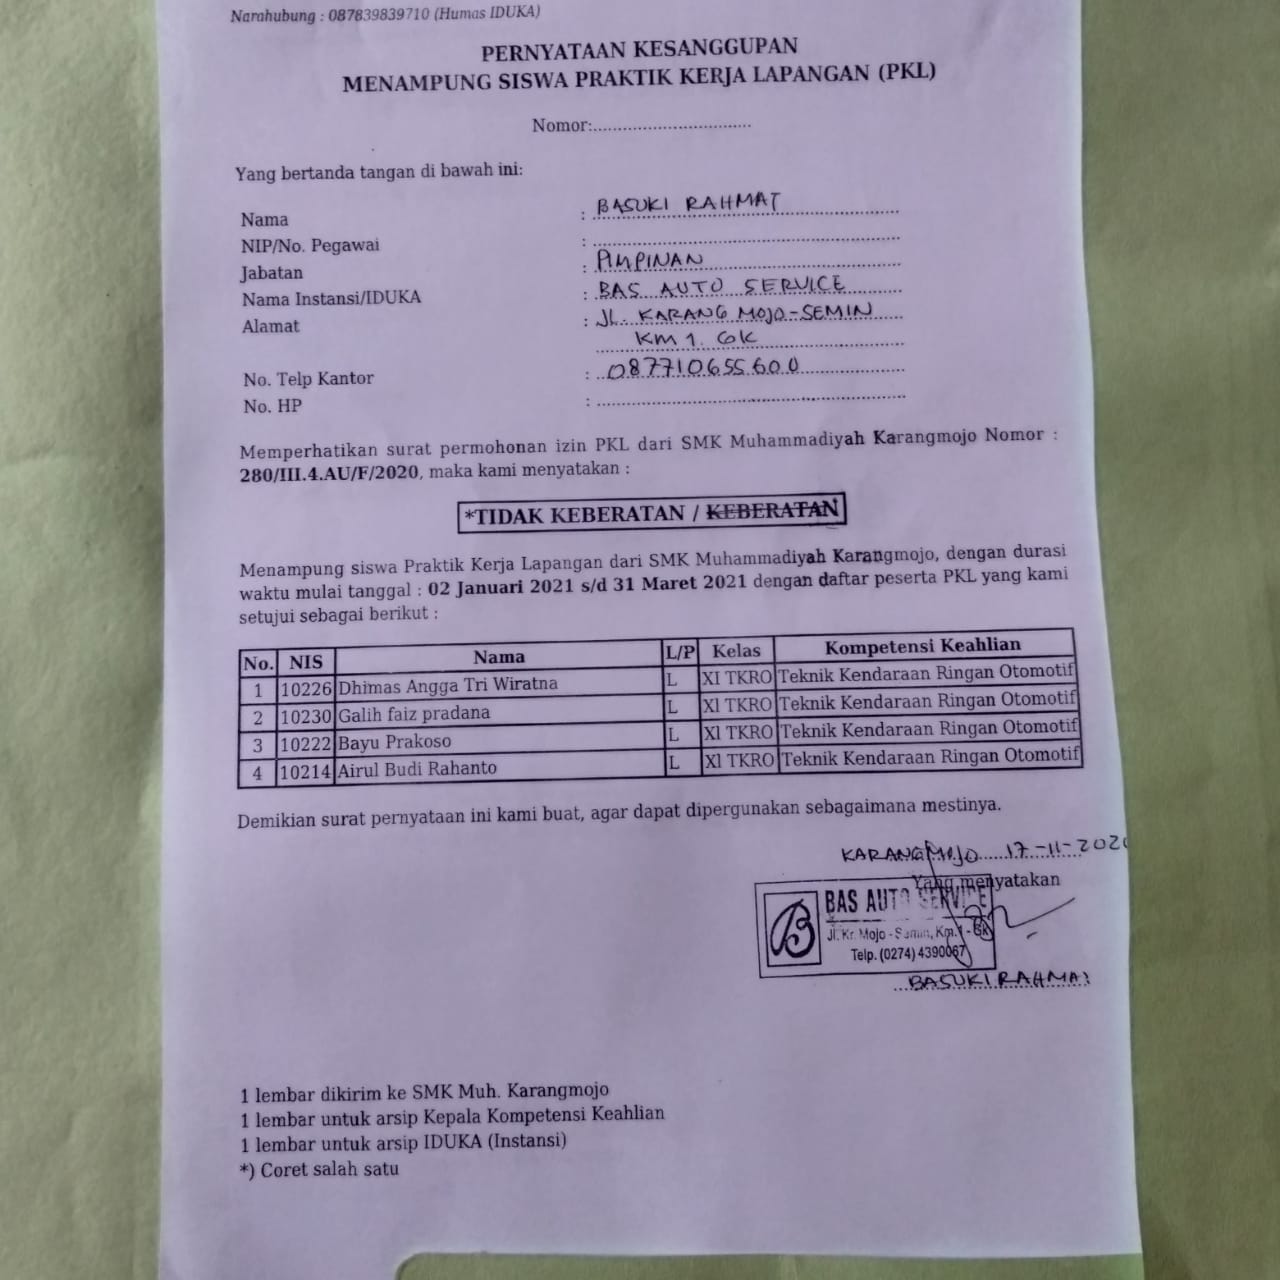 Narahubung : 087839839710 (Humas IDUKA)
PERNYATAAN KESANGGUPAN
MENAMPUNG SISWA PRAKTIK KERJA LAPANGAN (PKL)
Nomor:................................
Yang bertanda tangan di bawah ini:
Nama : BASUKI RAHMAT
NIP/No. Pegawai :
Jabatan : PIMPINAN
Nama Instansi/IDUKA : BAS AUTO SERVICE
Alamat : JL. KARANG MOJO-SEMIN
KM 1. GK
No. Telp Kantor : 087710655600
No. HP :
Memperhatikan surat permohonan izin PKL dari SMK Muhammadiyah Karangmojo Nomor :
280/III.4.AU/F/2020, maka kami menyatakan :
*TIDAK KEBERATAN / KEBERATAN
Menampung siswa Praktik Kerja Lapangan dari SMK Muhammadiyah Karangmojo, dengan durasi
waktu mulai tanggal : 02 Januari 2021 s/d 31 Maret 2021 dengan daftar peserta PKL yang kami
setujui sebagai berikut :
No. NIS Nama L/P Kelas Kompetensi Keahlian
1 10226 Dhimas Angga Tri Wiratna L XI TKRO Teknik Kendaraan Ringan Otomotif
2 10230 Galih faiz pradana L Xl TKRO Teknik Kendaraan Ringan Otomotif
3 10222 Bayu Prakoso L Xl TKRO Teknik Kendaraan Ringan Otomotif
4 10214 Airul Budi Rahanto L Xl TKRO Teknik Kendaraan Ringan Otomotif
Demikian surat pernyataan ini kami buat, agar dapat dipergunakan sebagaimana mestinya.
KARANGMOJO 17-11-2020
Yang menyatakan
B BAS AUTO SERVICE
Jl. Kr. Mojo - Semin, Km. 1 - Gk
Telp. (0274) 4390067
BASUKI RAHMAT
1 lembar dikirim ke SMK Muh. Karangmojo
1 lembar untuk arsip Kepala Kompetensi Keahlian
1 lembar untuk arsip IDUKA (Instansi)
*) Coret salah satu